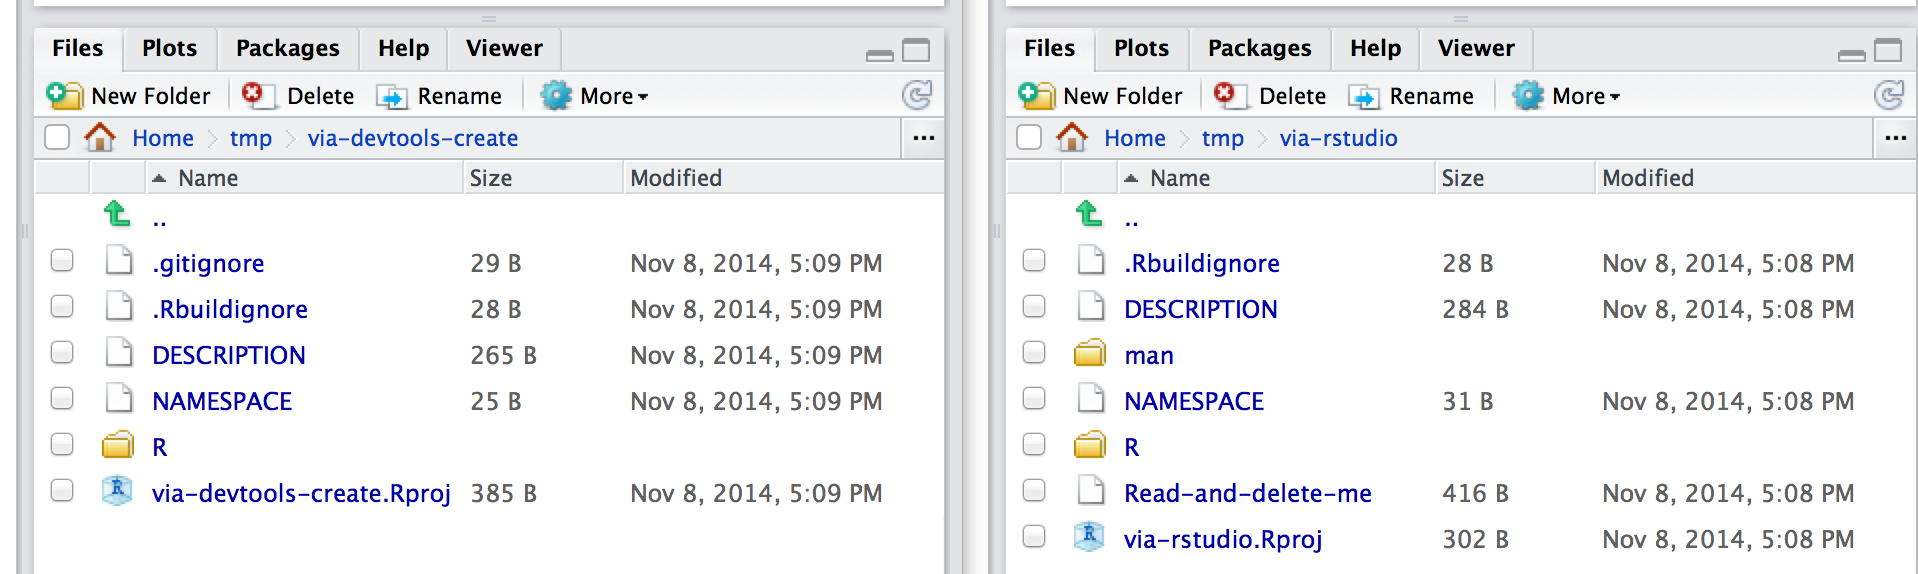 Files Plots Packages Help Viewer
New Folder Delete Rename More
Home tmp via-devtools-create ...
Name Size Modified
..
.gitignore 29 B Nov 8, 2014, 5:09 PM
.Rbuildignore 28 B Nov 8, 2014, 5:09 PM
DESCRIPTION 265 B Nov 8, 2014, 5:09 PM
NAMESPACE 25 B Nov 8, 2014, 5:09 PM
R
via-devtools-create.Rproj 385 B Nov 8, 2014, 5:09 PM
Files Plots Packages Help Viewer
New Folder Delete Rename More
Home tmp via-rstudio ...
Name Size Modified
..
.Rbuildignore 28 B Nov 8, 2014, 5:08 PM
DESCRIPTION 284 B Nov 8, 2014, 5:08 PM
man
NAMESPACE 31 B Nov 8, 2014, 5:08 PM
R
Read-and-delete-me 416 B Nov 8, 2014, 5:08 PM
via-rstudio.Rproj 302 B Nov 8, 2014, 5:08 PM